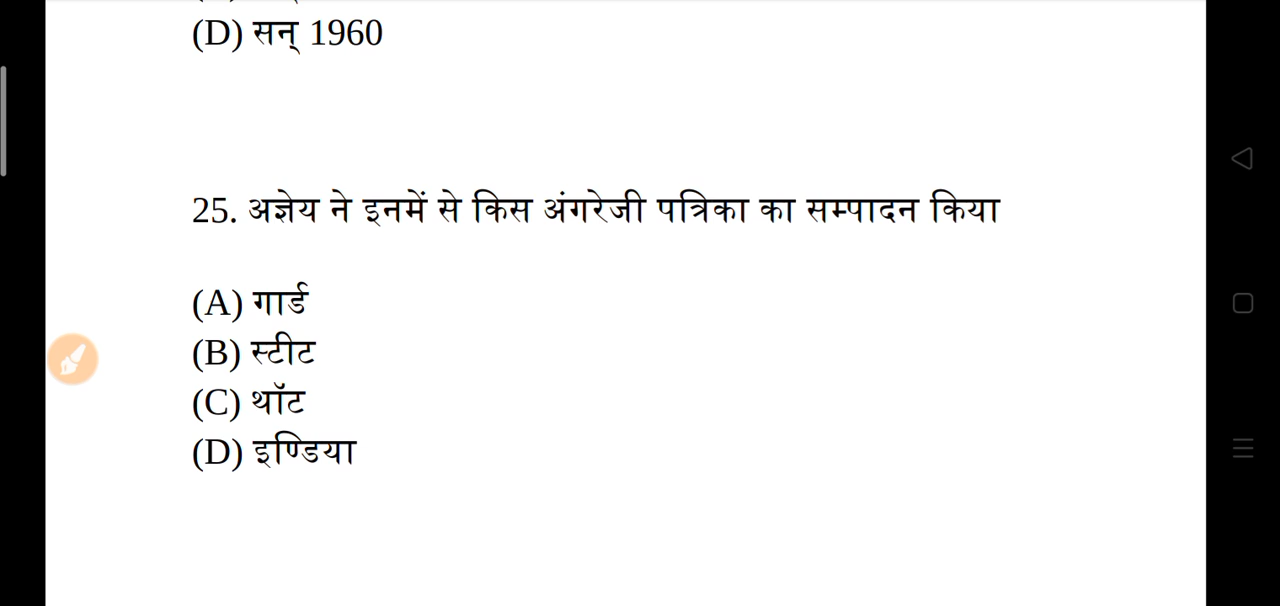 (D) सन् 1960
25. अज्ञेय ने इनमें से किस अंगरेजी पत्रिका का सम्पादन किया
(A) गार्ड
(B) स्टीट
(C) थॉट
(D) इण्डिया